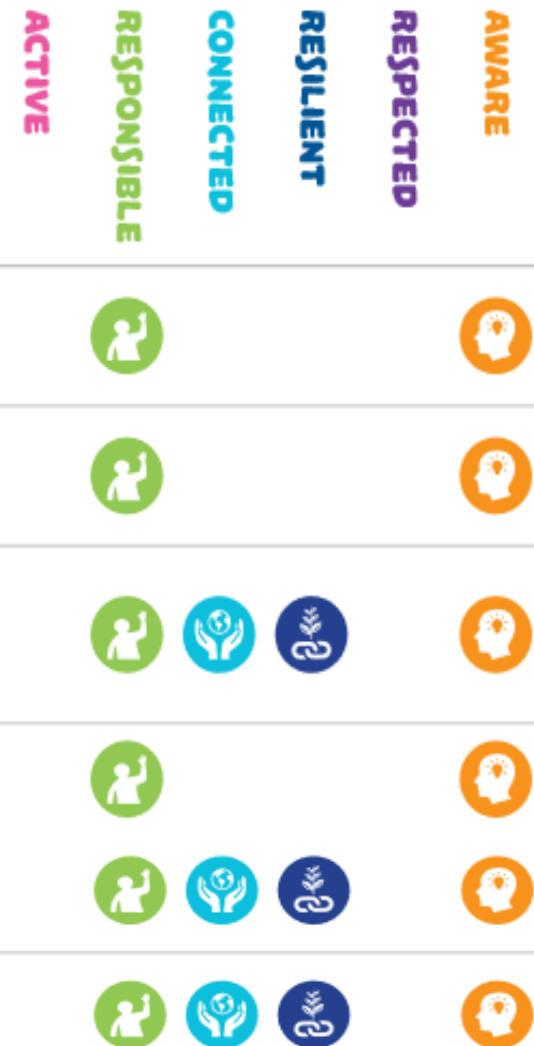 ACTIVE
RESPONSIBLE
CONNECTED
RESILIENT
RESPECTED
AWARE